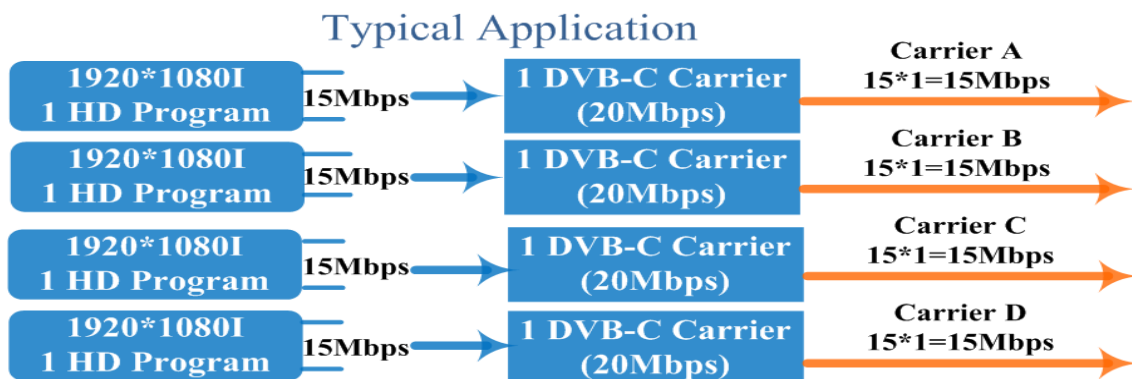 Typical Application
1920*1080I
1 HD Program
15Mbps
1 DVB-C Carrier
(20Mbps)
Carrier A
15*1=15Mbps
1920*1080I
1 HD Program
15Mbps
1 DVB-C Carrier
(20Mbps)
Carrier B
15*1=15Mbps
1920*1080I
1 HD Program
15Mbps
1 DVB-C Carrier
(20Mbps)
Carrier C
15*1=15Mbps
1920*1080I
1 HD Program
15Mbps
1 DVB-C Carrier
(20Mbps)
Carrier D
15*1=15Mbps